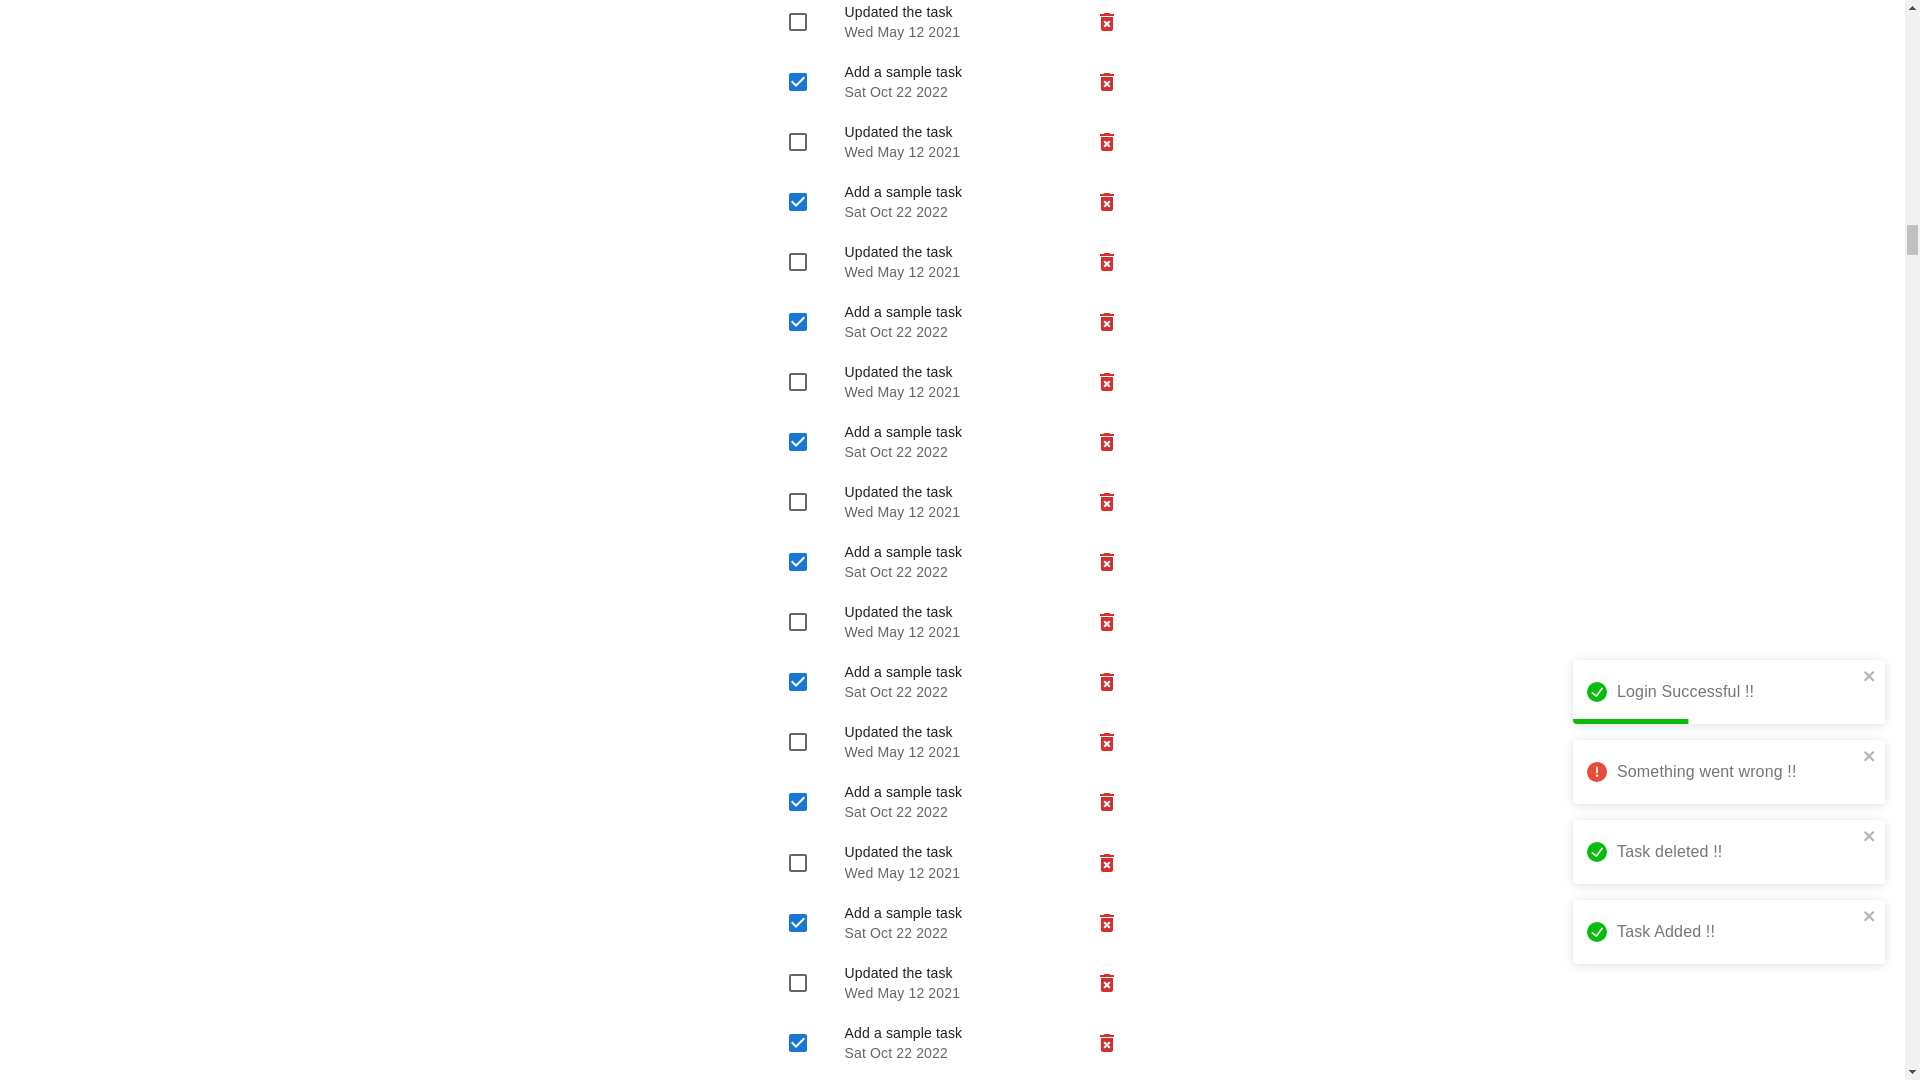 Updated the task
Wed May 12 2021
Add a sample task
Sat Oct 22 2022
Updated the task
Wed May 12 2021
Add a sample task
Sat Oct 22 2022
Updated the task
Wed May 12 2021
Add a sample task
Sat Oct 22 2022
Updated the task
Wed May 12 2021
Add a sample task
Sat Oct 22 2022
Updated the task
Wed May 12 2021
Add a sample task
Sat Oct 22 2022
Updated the task
Wed May 12 2021
Add a sample task
Sat Oct 22 2022
Updated the task
Wed May 12 2021
Add a sample task
Sat Oct 22 2022
Updated the task
Wed May 12 2021
Add a sample task
Sat Oct 22 2022
Updated the task
Wed May 12 2021
Add a sample task
Sat Oct 22 2022
Login Successful !!
Something went wrong !!
Task deleted !!
Task Added !!